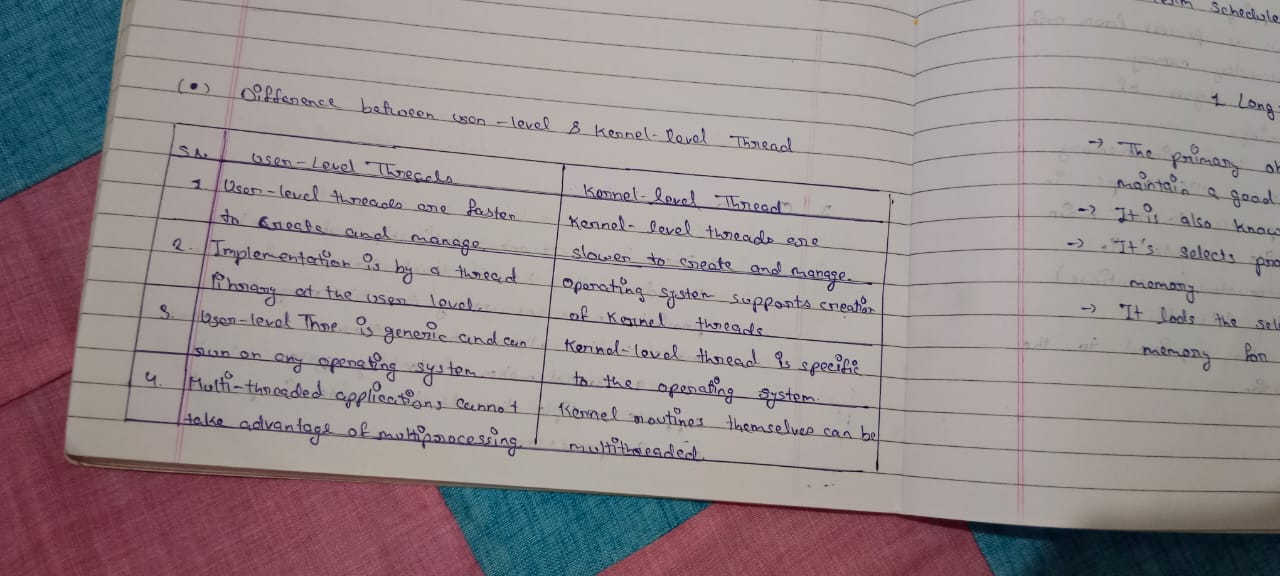 (•) Difference between user-level & Kernel-level Thread
Sr. User-Level Threads Kernel-level Thread
1. User-level threads are faster
to create and manage
Kernel-level threads are
slower to create and manage
2. Implementation is by a thread
library at the user level.
Operating system supports creation
of Kernel threads
3. User-level Thre is generic and can
run on any operating system
Kernel-level thread is specific
to the operating system.
4. Multi-threaded applications cannot
take advantage of multiprocessing
Kernel routines themselves can be
multithreaded.
Schedule
1 Long-
→ The primary
maintain a good
→ It is also know
→ It's selects
memory
→ It lods the sel
memory for